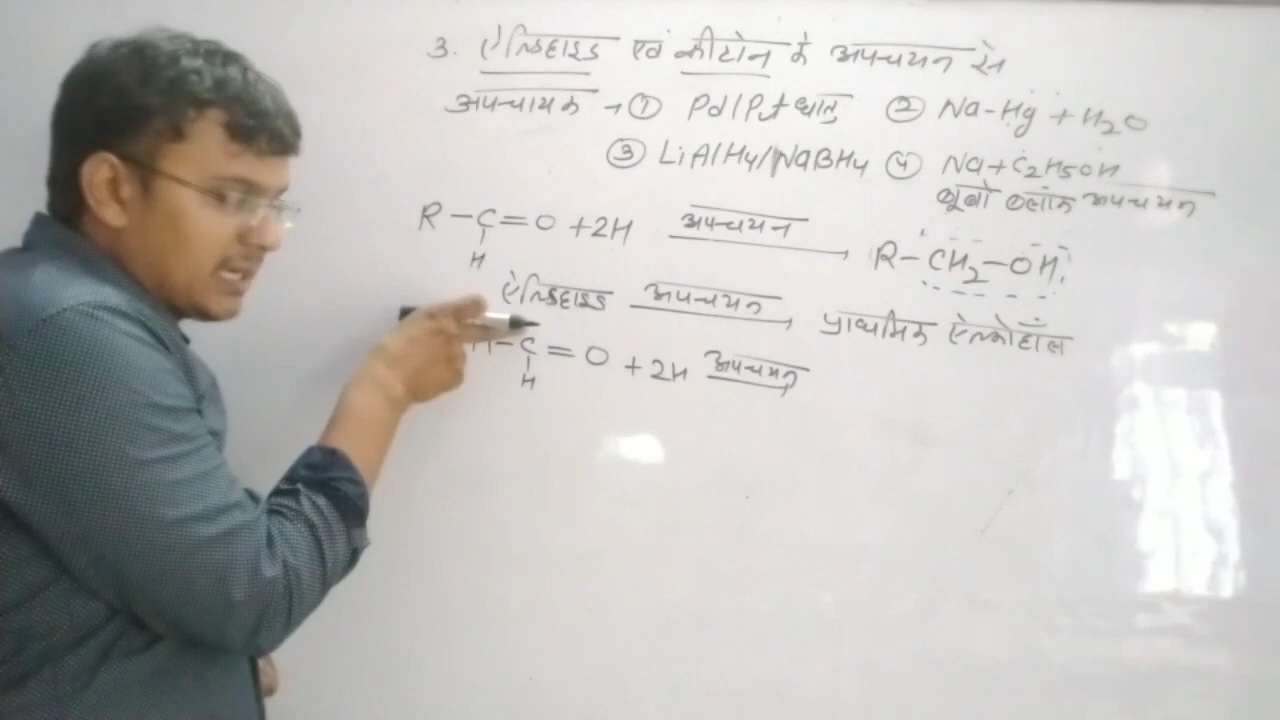 3. ऐल्डिहाइड एवं कीटोन के अपचयन से
अपचायक → ① Pd/Pt धातु ② Na-Hg + H2O
③ LiAlH4/NaBH4 ④ Na+C2H5OH
अपचयन
R-C=O +2H अपचयन R-CH2-OH
H
ऐल्डिहाइड अपचयन प्राथमिक ऐल्कोहॉल
H-C=O +2H अपचयन
H